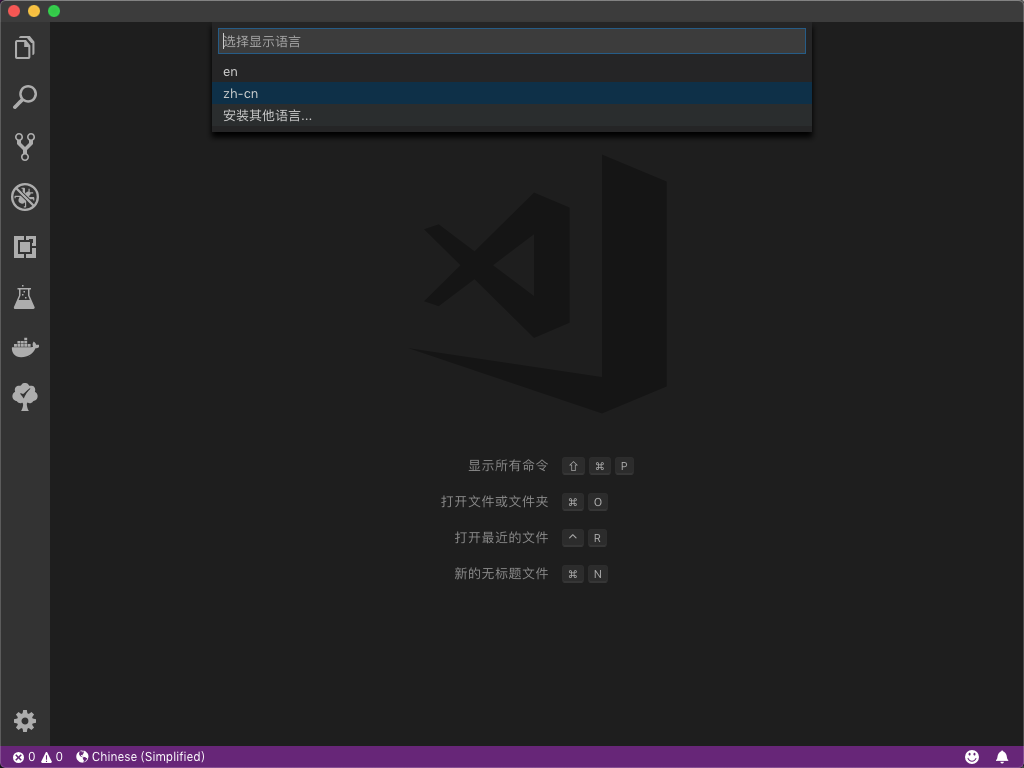 选择显示语言
en
zh-cn
安装其他语言...
显示所有命令 ⇧ ⌘ P
打开文件或文件夹 ⌘ O
打开最近的文件 ^ R
新的无标题文件 ⌘ N
0 0 Chinese (Simplified)